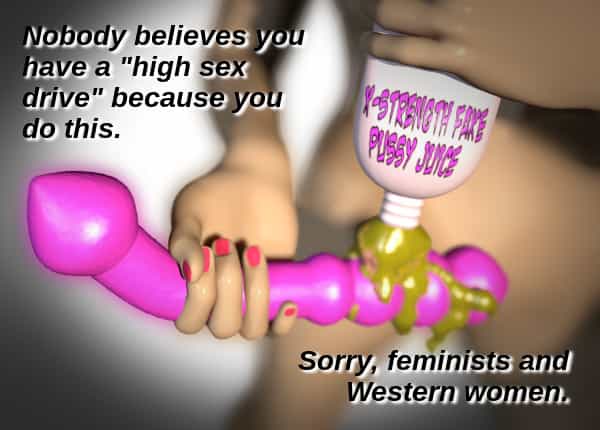 Nobody believes you
have a "high sex
drive" because you
do this.
X-STRENGTH FAKE
PUSSY JUICE
Sorry, feminists and
Western women.